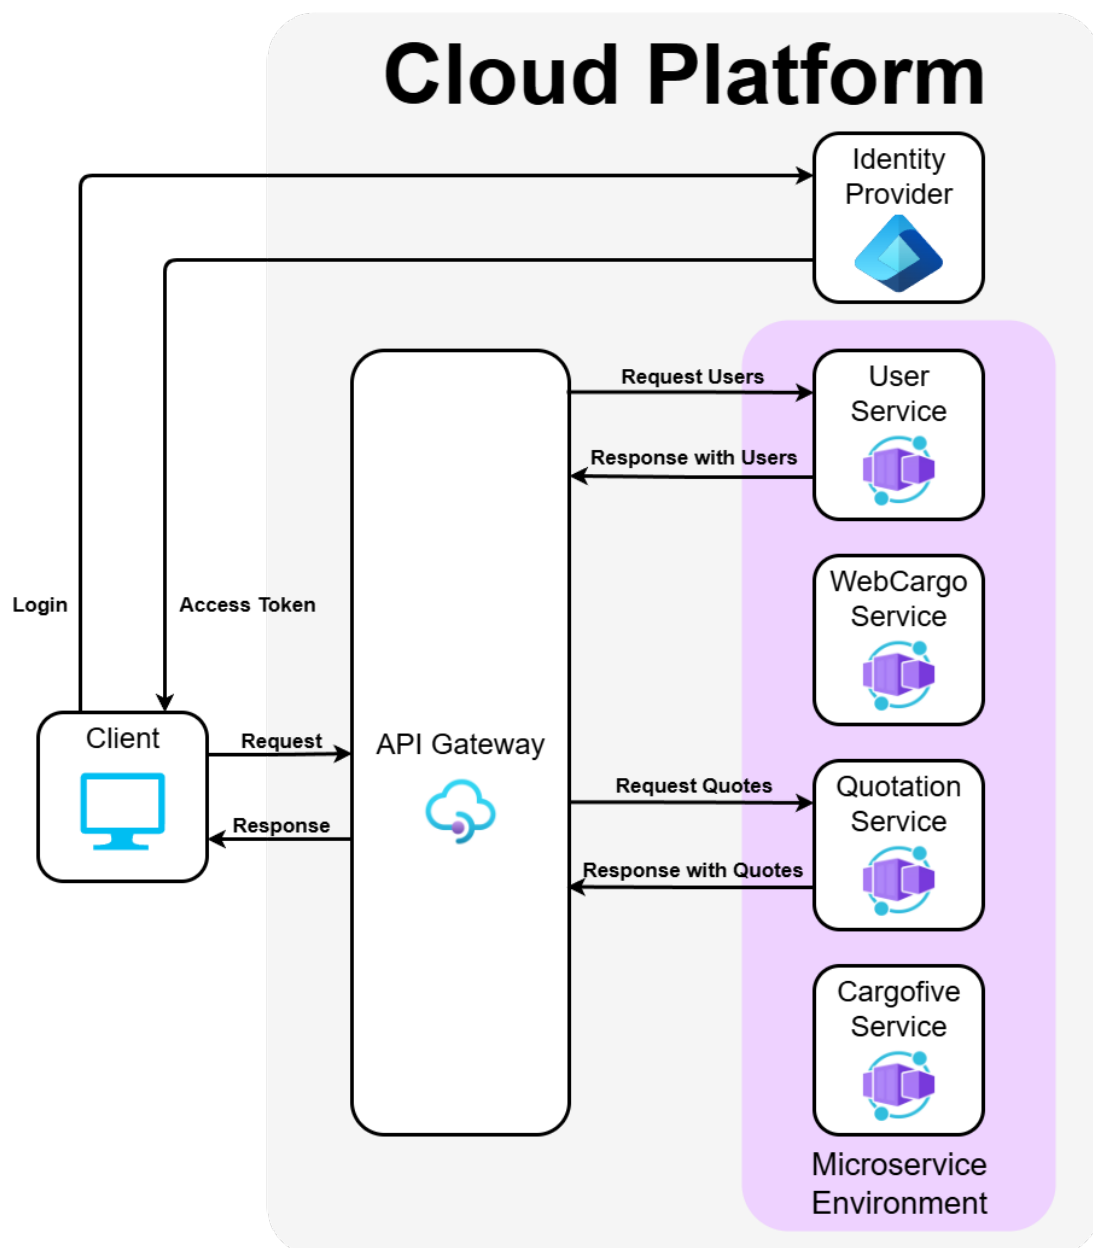 Cloud Platform
Identity
Provider
Request Users
User
Service
Response with Users
WebCargo
Service
Login
Access Token
Client
Request
API Gateway
Response
Request Quotes
Quotation
Service
Response with Quotes
Cargofive
Service
Microservice
Environment